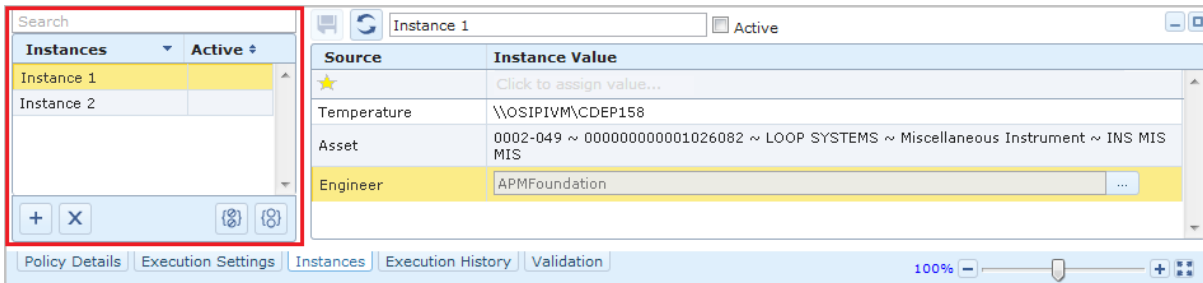 Search
Instances Active
Instance 1
Instance 2
Instance 1 Active
Source Instance Value
Click to assign value...
Temperature \\OSIPIVM\CDEP158
Asset 0002-049 ~ 000000000001026082 ~ LOOP SYSTEMS ~ Miscellaneous Instrument ~ INS MIS
MIS
Engineer APMFoundation ...
Policy Details Execution Settings Instances Execution History Validation 100%